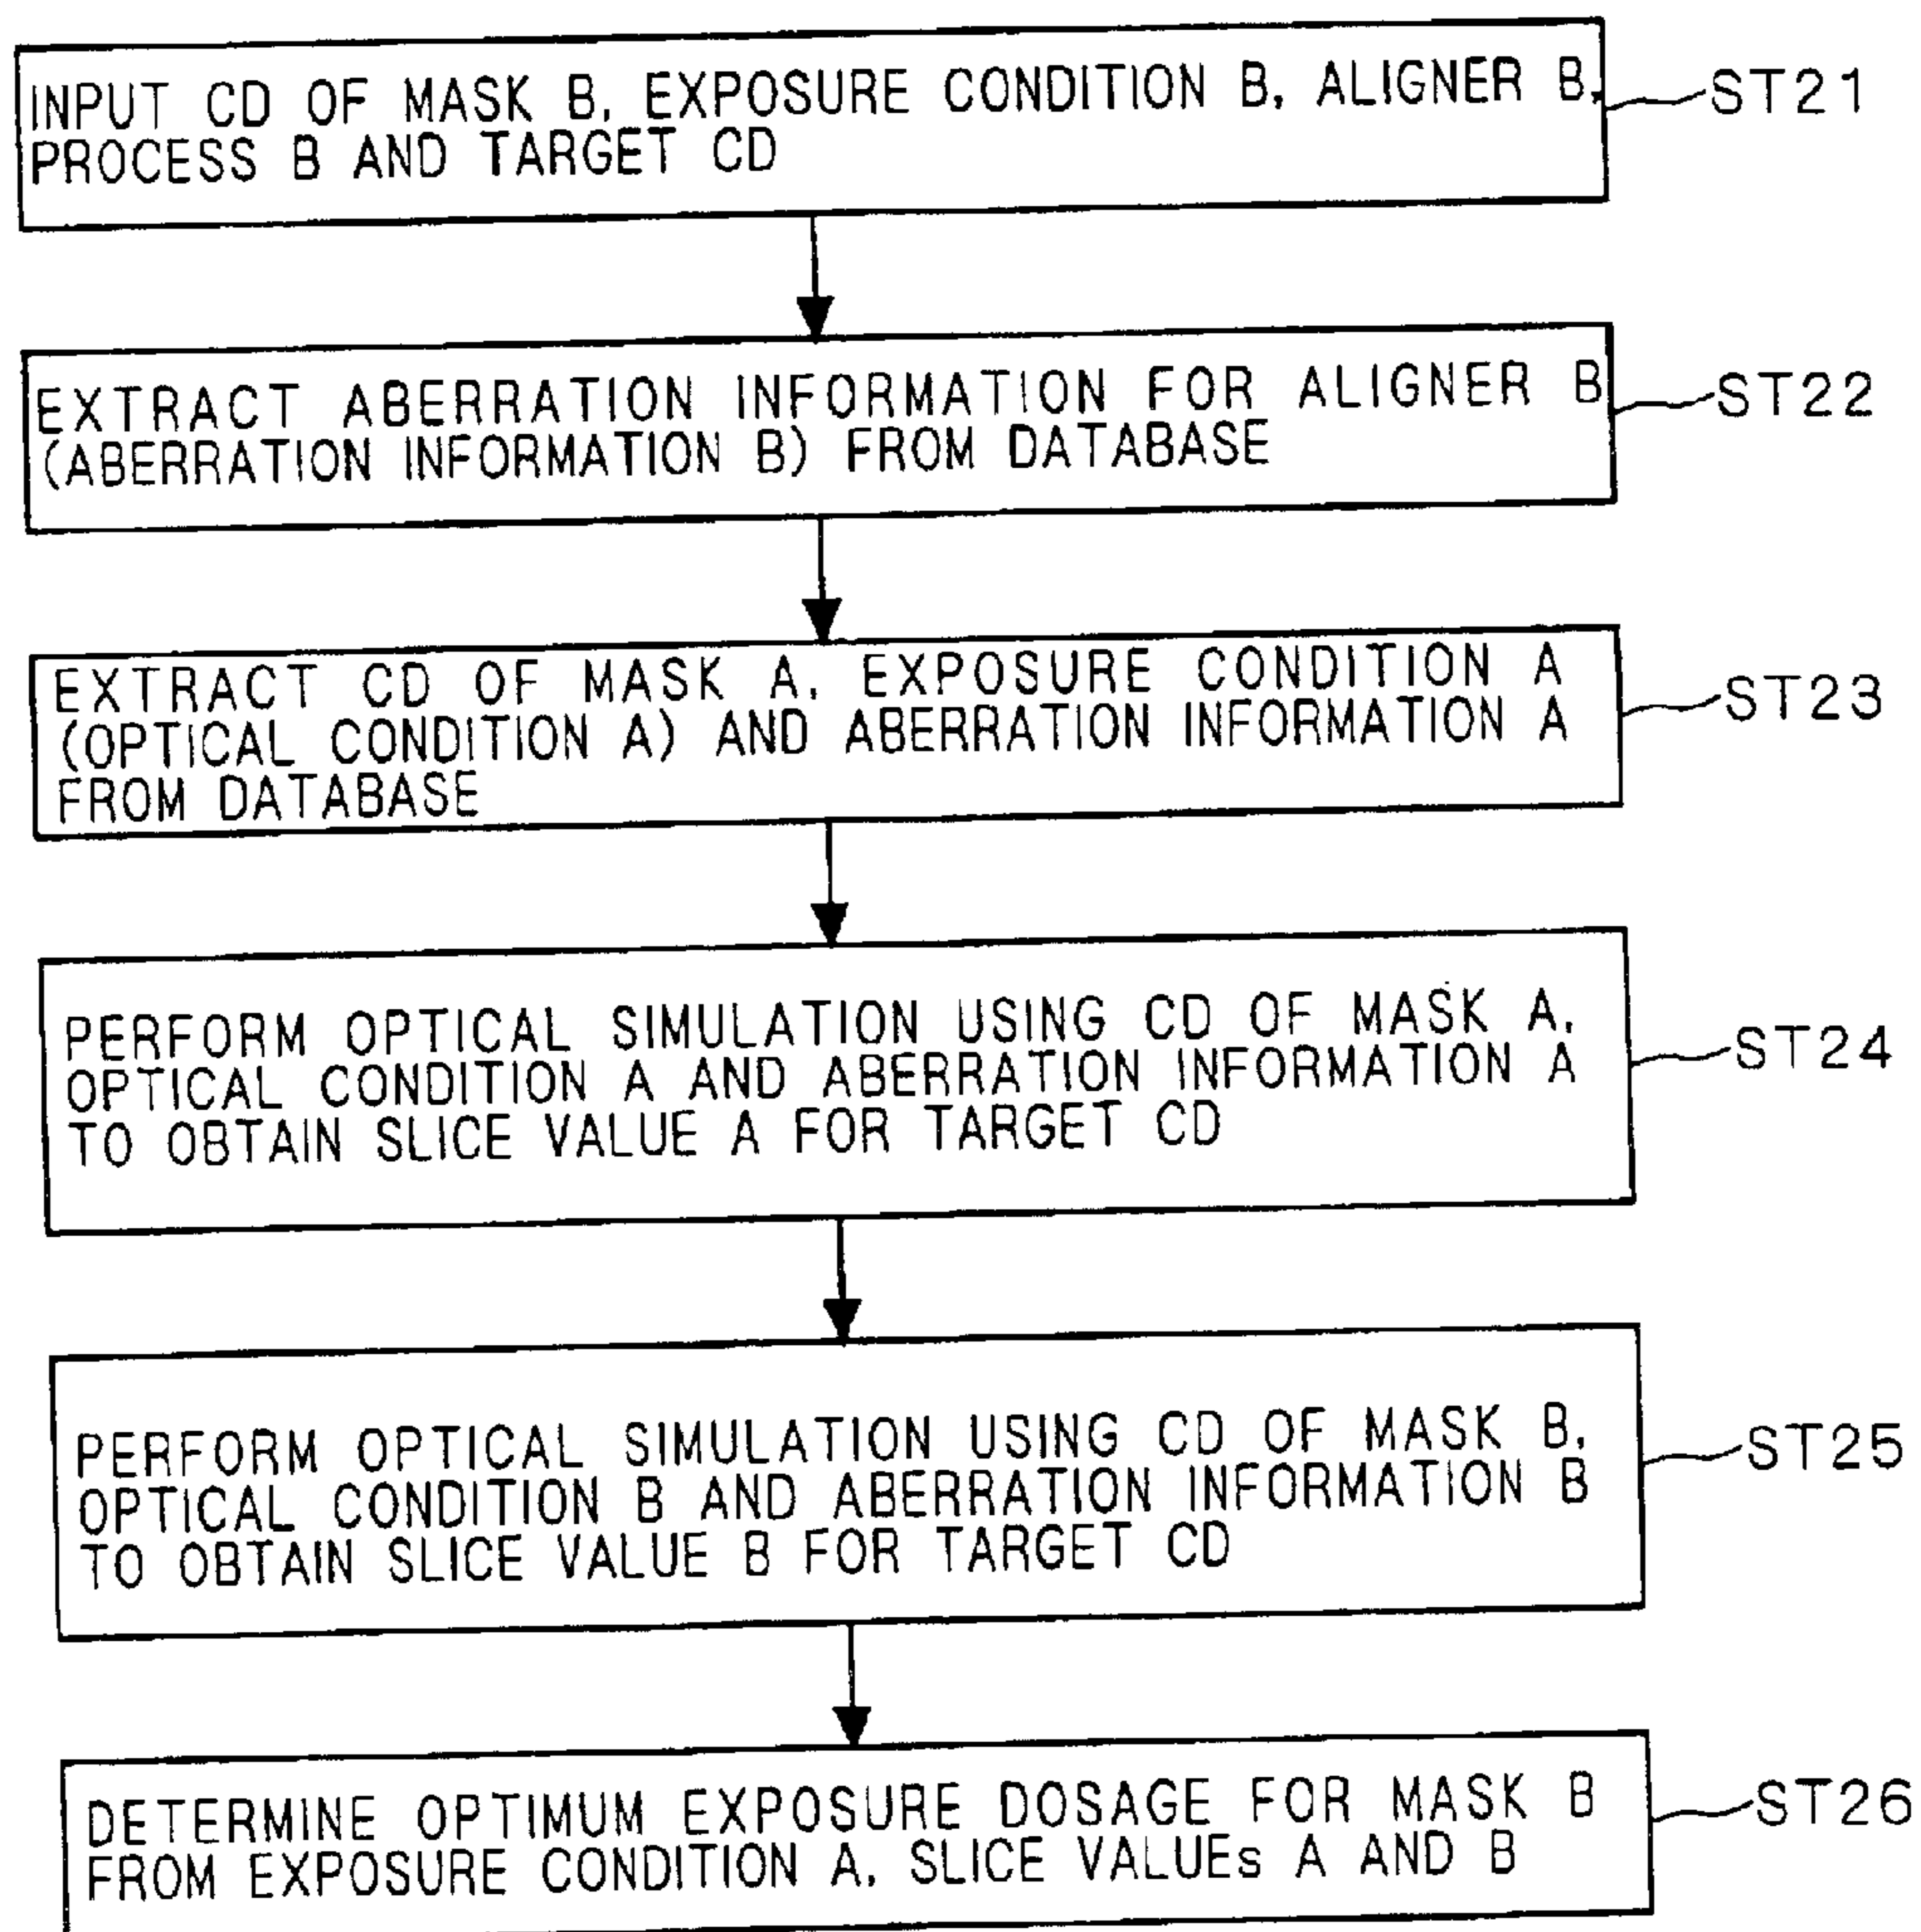 INPUT CD OF MASK B, EXPOSURE CONDITION B, ALIGNER B,
PROCESS B AND TARGET CD
ST21
EXTRACT ABERRATION INFORMATION FOR ALIGNER B
(ABERRATION INFORMATION B) FROM DATABASE
ST22
EXTRACT CD OF MASK A, EXPOSURE CONDITION A
(OPTICAL CONDITION A) AND ABERRATION INFORMATION A
FROM DATABASE
ST23
PERFORM OPTICAL SIMULATION USING CD OF MASK A,
OPTICAL CONDITION A AND ABERRATION INFORMATION A
TO OBTAIN SLICE VALUE A FOR TARGET CD
ST24
PERFORM OPTICAL SIMULATION USING CD OF MASK B,
OPTICAL CONDITION B AND ABERRATION INFORMATION B
TO OBTAIN SLICE VALUE B FOR TARGET CD
ST25
DETERMINE OPTIMUM EXPOSURE DOSAGE FOR MASK B
FROM EXPOSURE CONDITION A, SLICE VALUEs A AND B
ST26